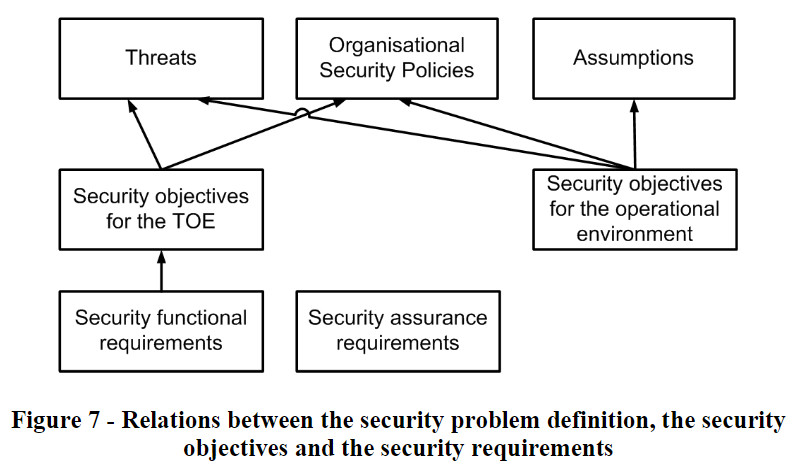 Threats
Organisational
Security Policies
Assumptions
Security objectives
for the TOE
Security objectives
for the operational
environment
Security functional
requirements
Security assurance
requirements
Figure 7 - Relations between the security problem definition, the security
objectives and the security requirements